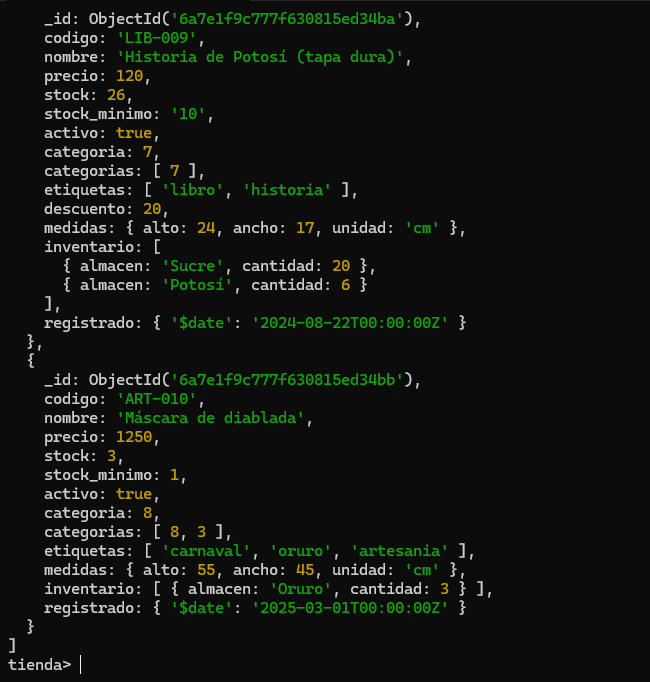 _id: ObjectId('6a7e1f9c777f630815ed34ba'),
codigo: 'LIB-009',
nombre: 'Historia de Potosí (tapa dura)',
precio: 120,
stock: 26,
stock_minimo: '10',
activo: true,
categoria: 7,
categorias: [ 7 ],
etiquetas: [ 'libro', 'historia' ],
descuento: 20,
medidas: { alto: 24, ancho: 17, unidad: 'cm' },
inventario: [
{ almacen: 'Sucre', cantidad: 20 },
{ almacen: 'Potosí', cantidad: 6 }
],
registrado: { '$date': '2024-08-22T00:00:00Z' }
},
{
_id: ObjectId('6a7e1f9c777f630815ed34bb'),
codigo: 'ART-010',
nombre: 'Máscara de diablada',
precio: 1250,
stock: 3,
stock_minimo: 1,
activo: true,
categoria: 8,
categorias: [ 8, 3 ],
etiquetas: [ 'carnaval', 'oruro', 'artesania' ],
medidas: { alto: 55, ancho: 45, unidad: 'cm' },
inventario: [ { almacen: 'Oruro', cantidad: 3 } ],
registrado: { '$date': '2025-03-01T00:00:00Z' }
}
]
tienda>